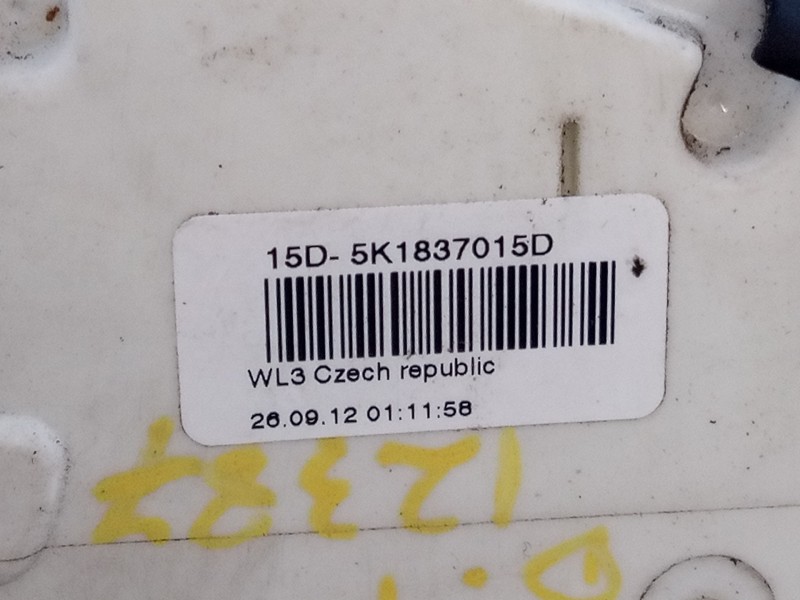 15D- 5K1837015D
WL3 Czech republic
26.09.12 01:11:58